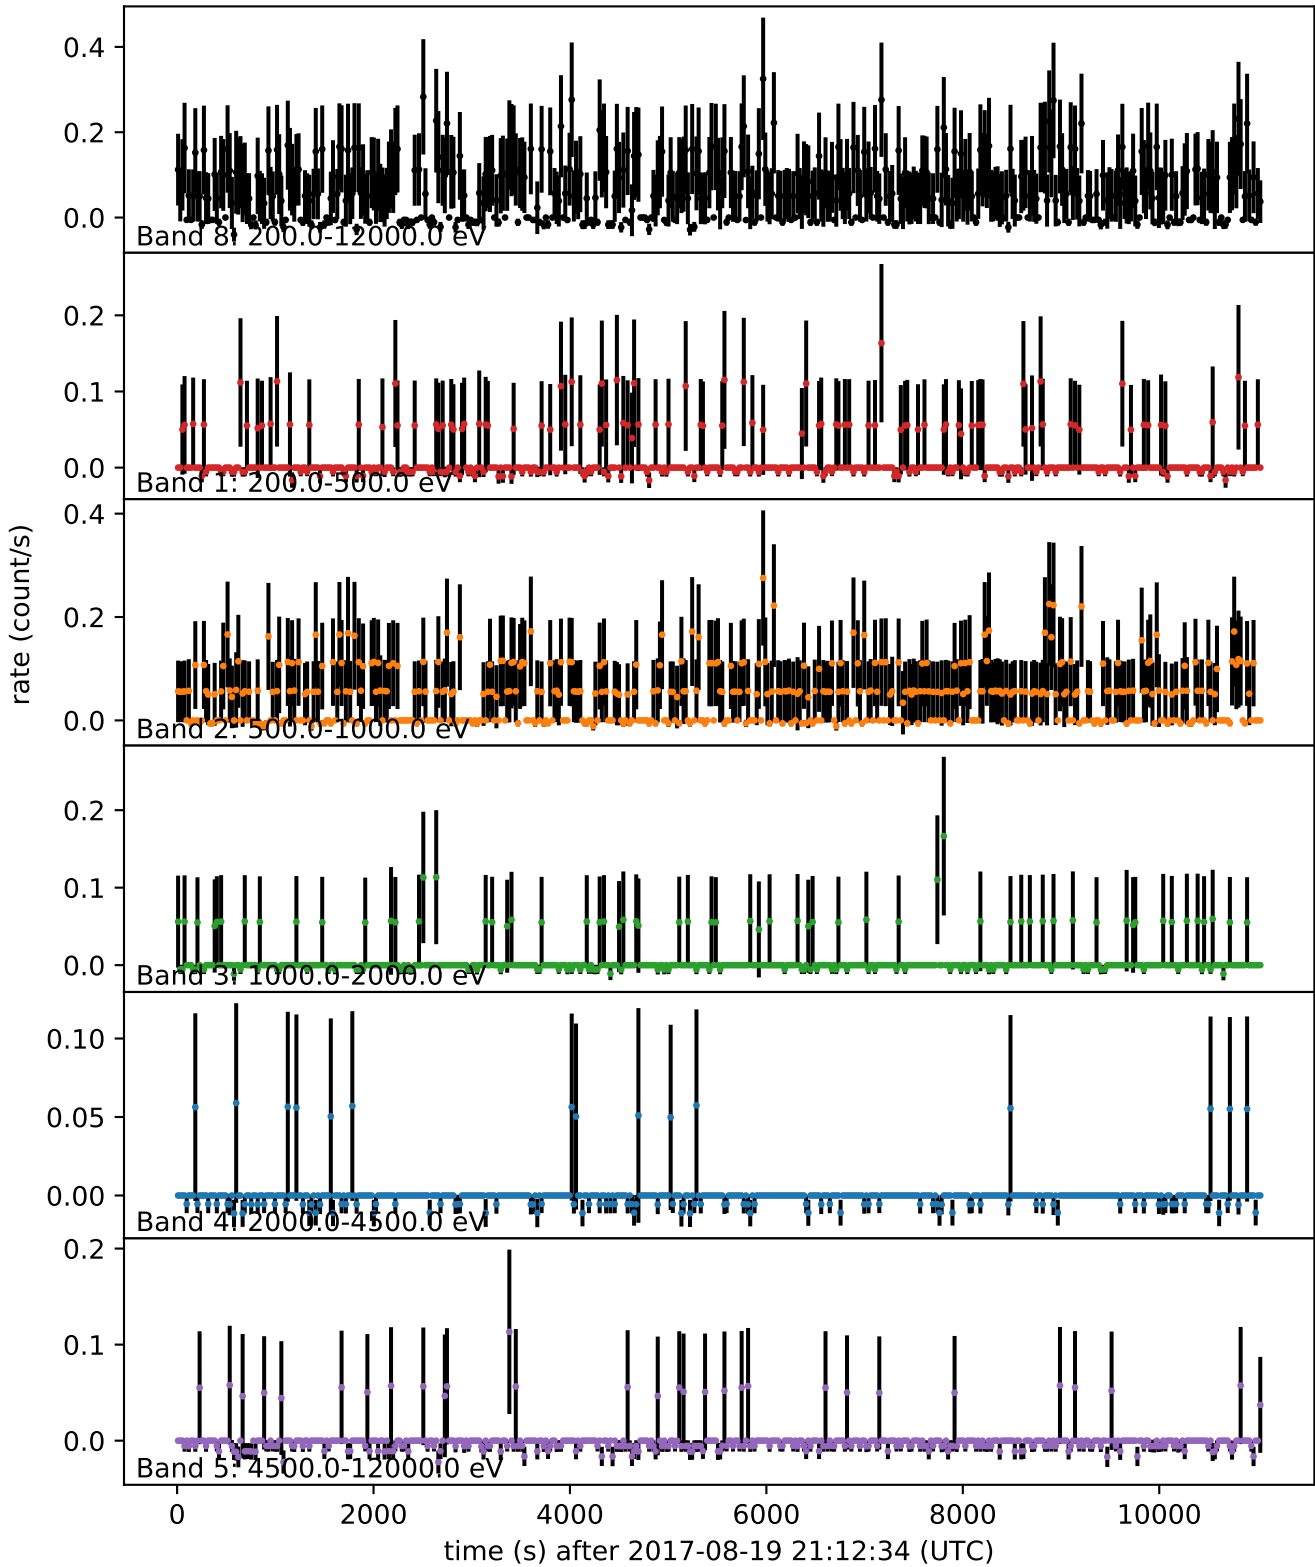 0.4
0.2
0.0
Band 8: 200.0-12000.0 eV
0.2
0.1
0.0
Band 1: 200.0-500.0 eV
rate (count/s)
0.4
0.2
0.0
Band 2: 500.0-1000.0 eV
0.2
0.1
0.0
Band 3: 1000.0-2000.0 eV
0.10
0.05
0.00
Band 4: 2000.0-4500.0 eV
0.2
0.1
0.0
Band 5: 4500.0-12000.0 eV
0 2000 4000 6000 8000 10000
time (s) after 2017-08-19 21:12:34 (UTC)